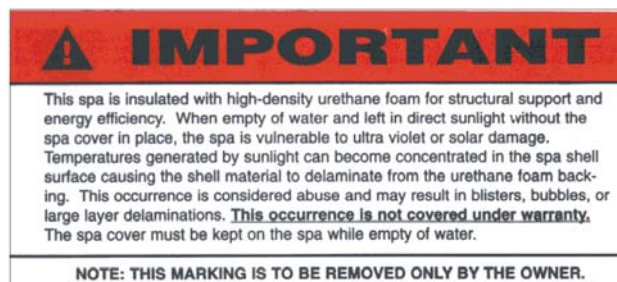 IMPORTANT
This spa is insulated with high-density urethane foam for structural support and
energy efficiency. When empty of water and left in direct sunlight without the
spa cover in place, the spa is vulnerable to ultra violet or solar damage.
Temperatures generated by sunlight can become concentrated in the spa shell
surface causing the shell material to delaminate from the urethane foam back-
ing. This occurrence is considered abuse and may result in blisters, bubbles, or
large layer delaminations. This occurrence is not covered under warranty.
The spa cover must be kept on the spa while empty of water.
NOTE: THIS MARKING IS TO BE REMOVED ONLY BY THE OWNER.